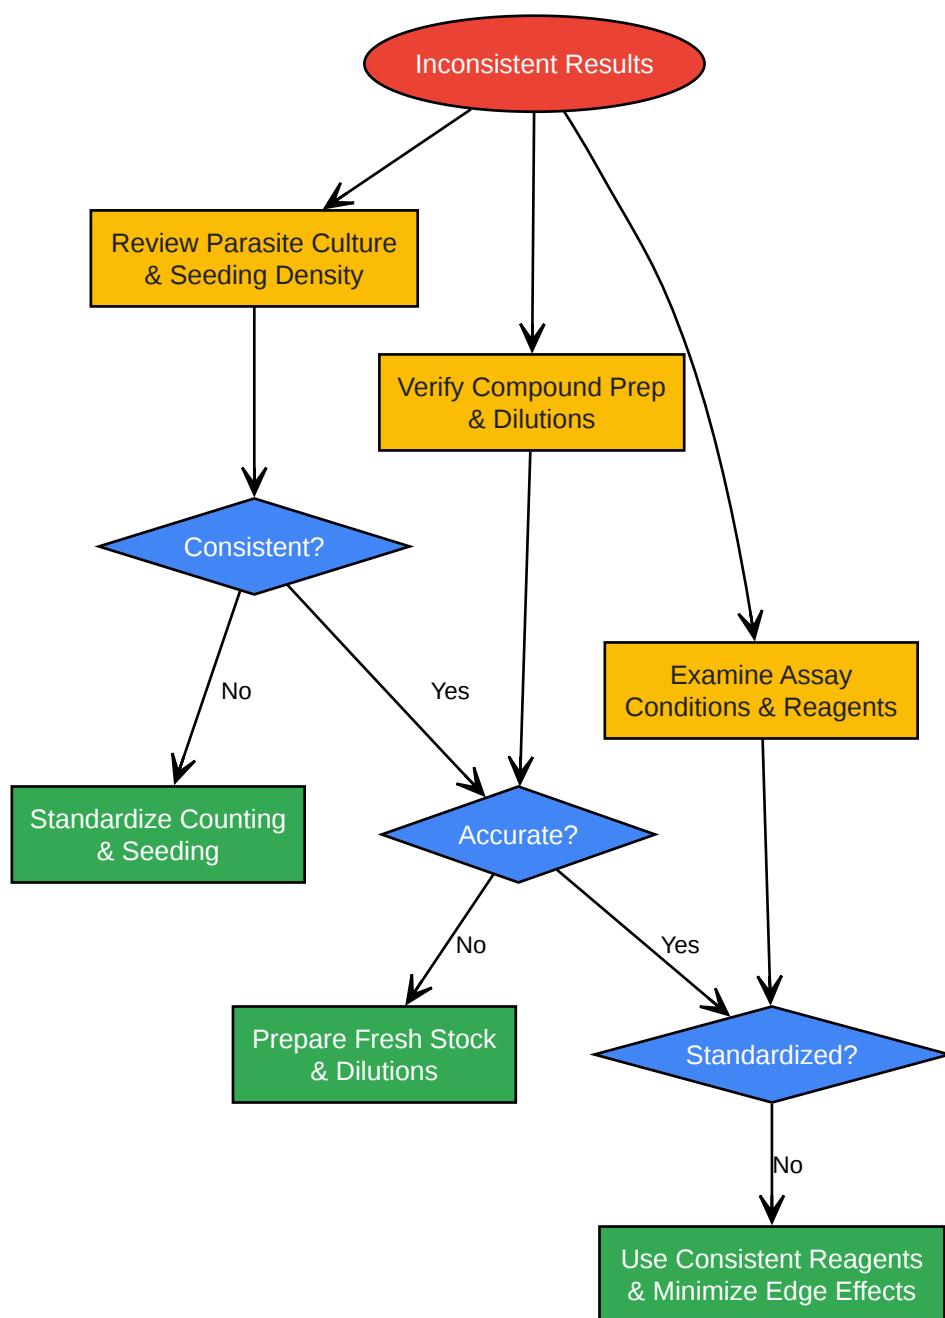 Inconsistent Results
Review Parasite Culture
& Seeding Density
Verify Compound Prep
& Dilutions
Consistent?
No
Yes
Examine Assay
Conditions & Reagents
Standardize Counting
& Seeding
Accurate?
No
Yes
Prepare Fresh Stock
& Dilutions
Standardized?
No
Use Consistent Reagents
& Minimize Edge Effects